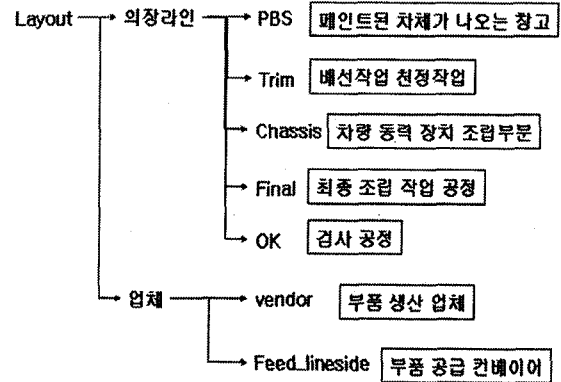 Layout 의장라인 PBS 페인트된 차체가 나오는 창고
Trim 배선작업 천정작업
Chassis 차량 동력 장치 조립부분
Final 최종 조립 작업 공정
OK 검사 공정
업체 vendor 부품 생산 업체
Feed_lineside 부품 공급 컨베이어